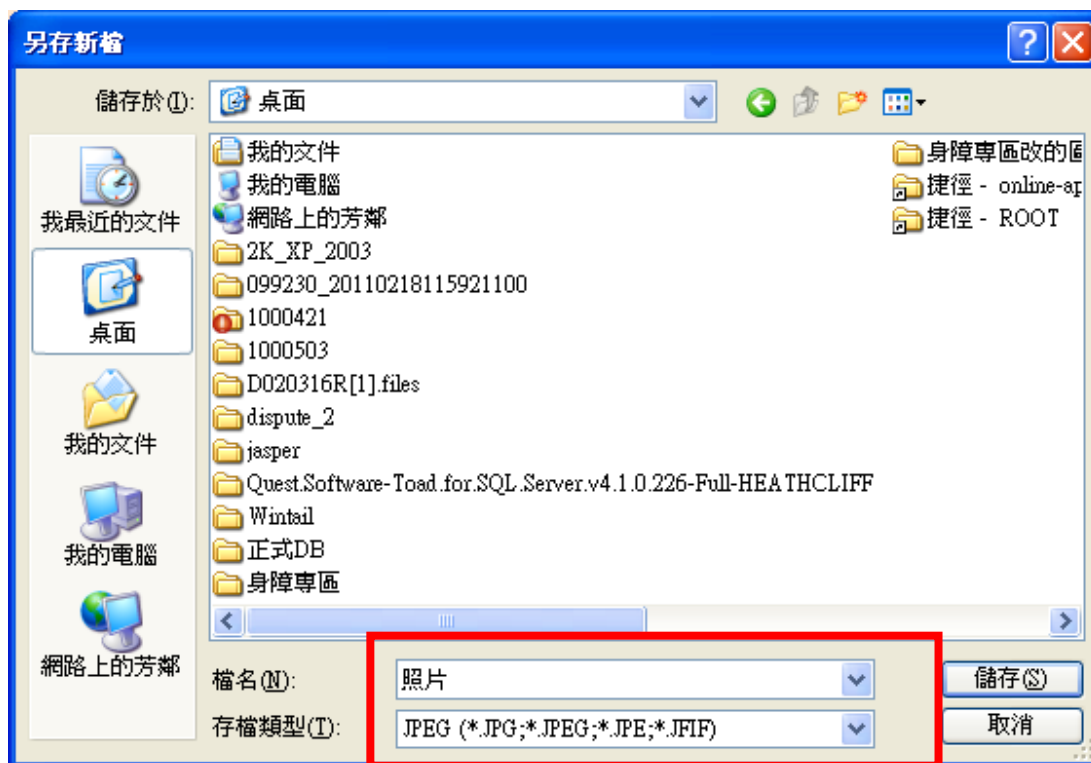 另存新檔
儲存於(I):
桌面
我最近的文件
桌面
我的文件
我的電腦
網路上的芳鄰
我的文件
我的電腦
網路上的芳鄰
2K_XP_2003
099230_20110218115921100
1000421
1000503
D020316R[1].files
dispute_2
jasper
Quest.Software-Toad.for.SQL.Server.v4.1.0.226-Full-HEATHCLIFF
Wintail
正式DB
身障專區
身障專區改的
捷徑 - online-ap
捷徑 - ROOT
檔名(N):
照片
儲存(S)
存檔類型(T):
JPEG (*.JPG;*.JPEG;*.JPE;*.JFIF)
取消